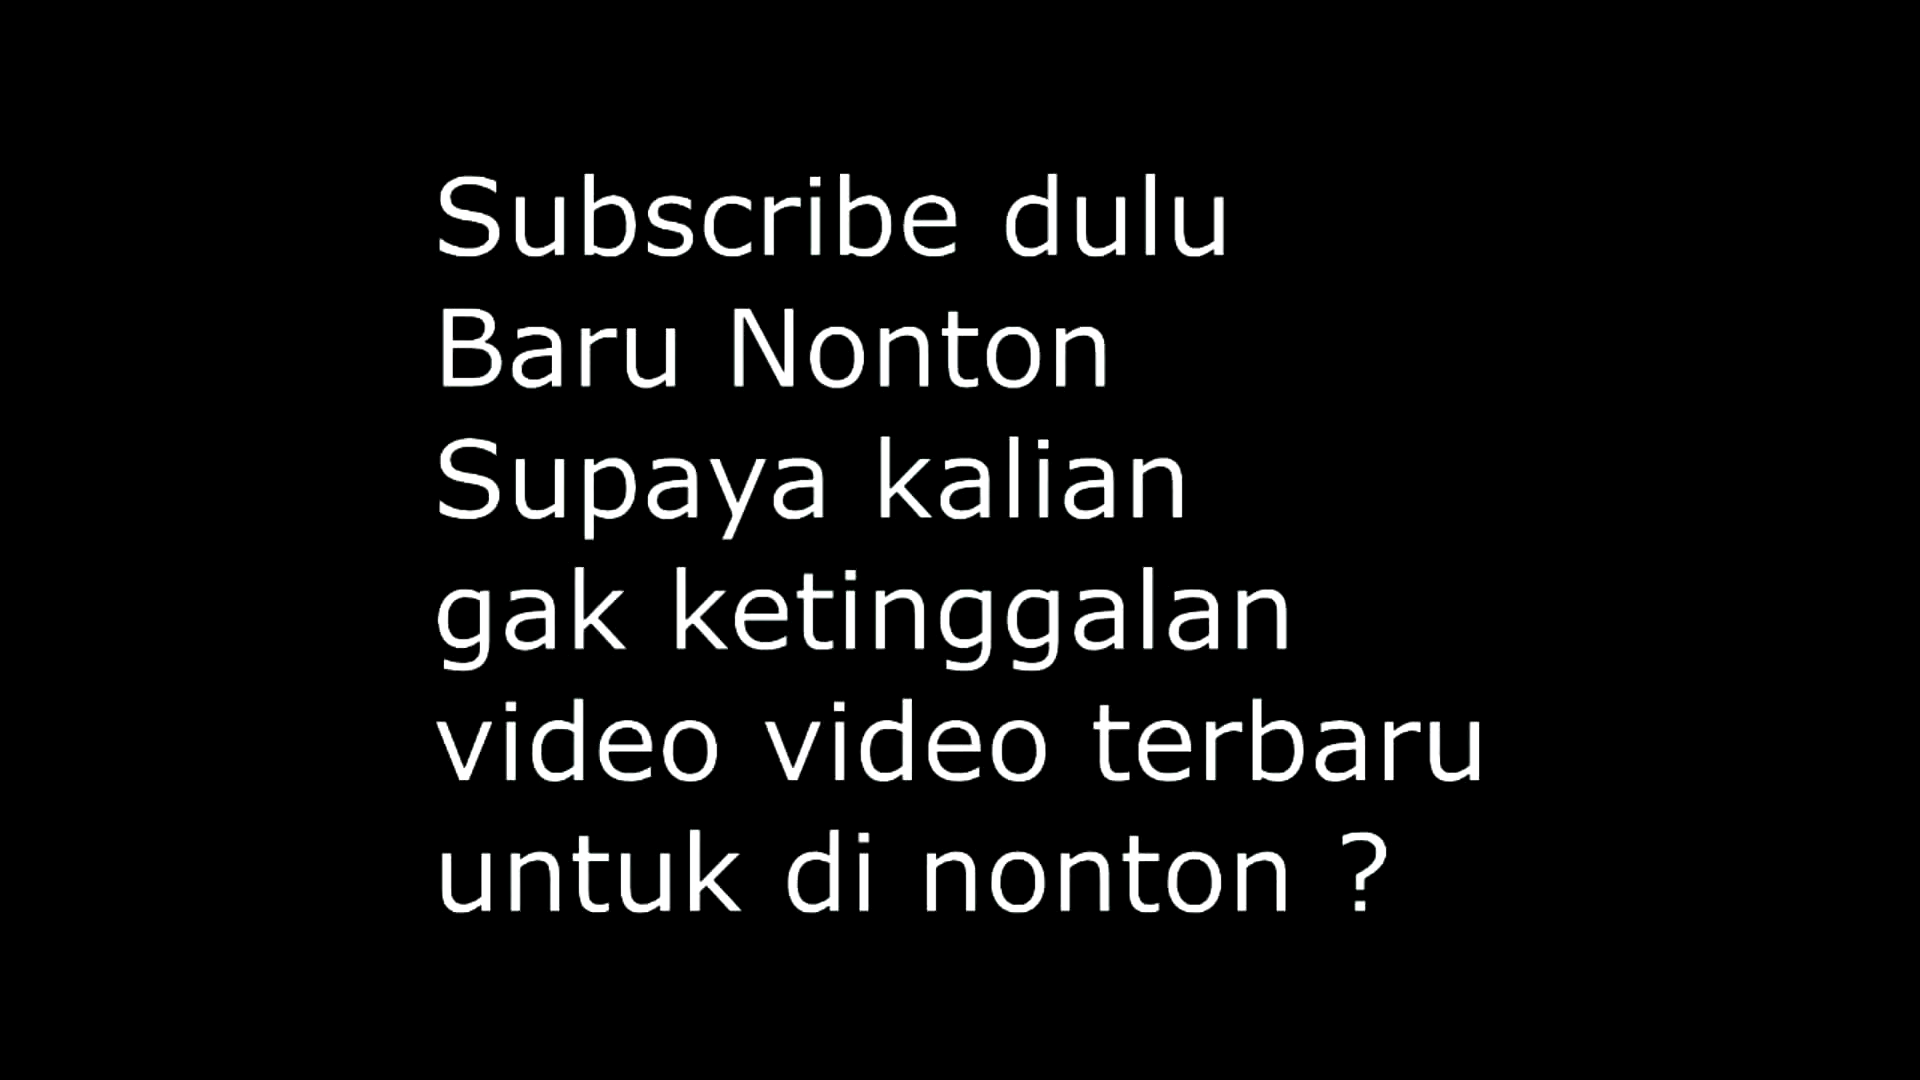 Subscribe dulu
Baru Nonton
Supaya kalian
gak ketinggalan
video video terbaru
untuk di nonton ?